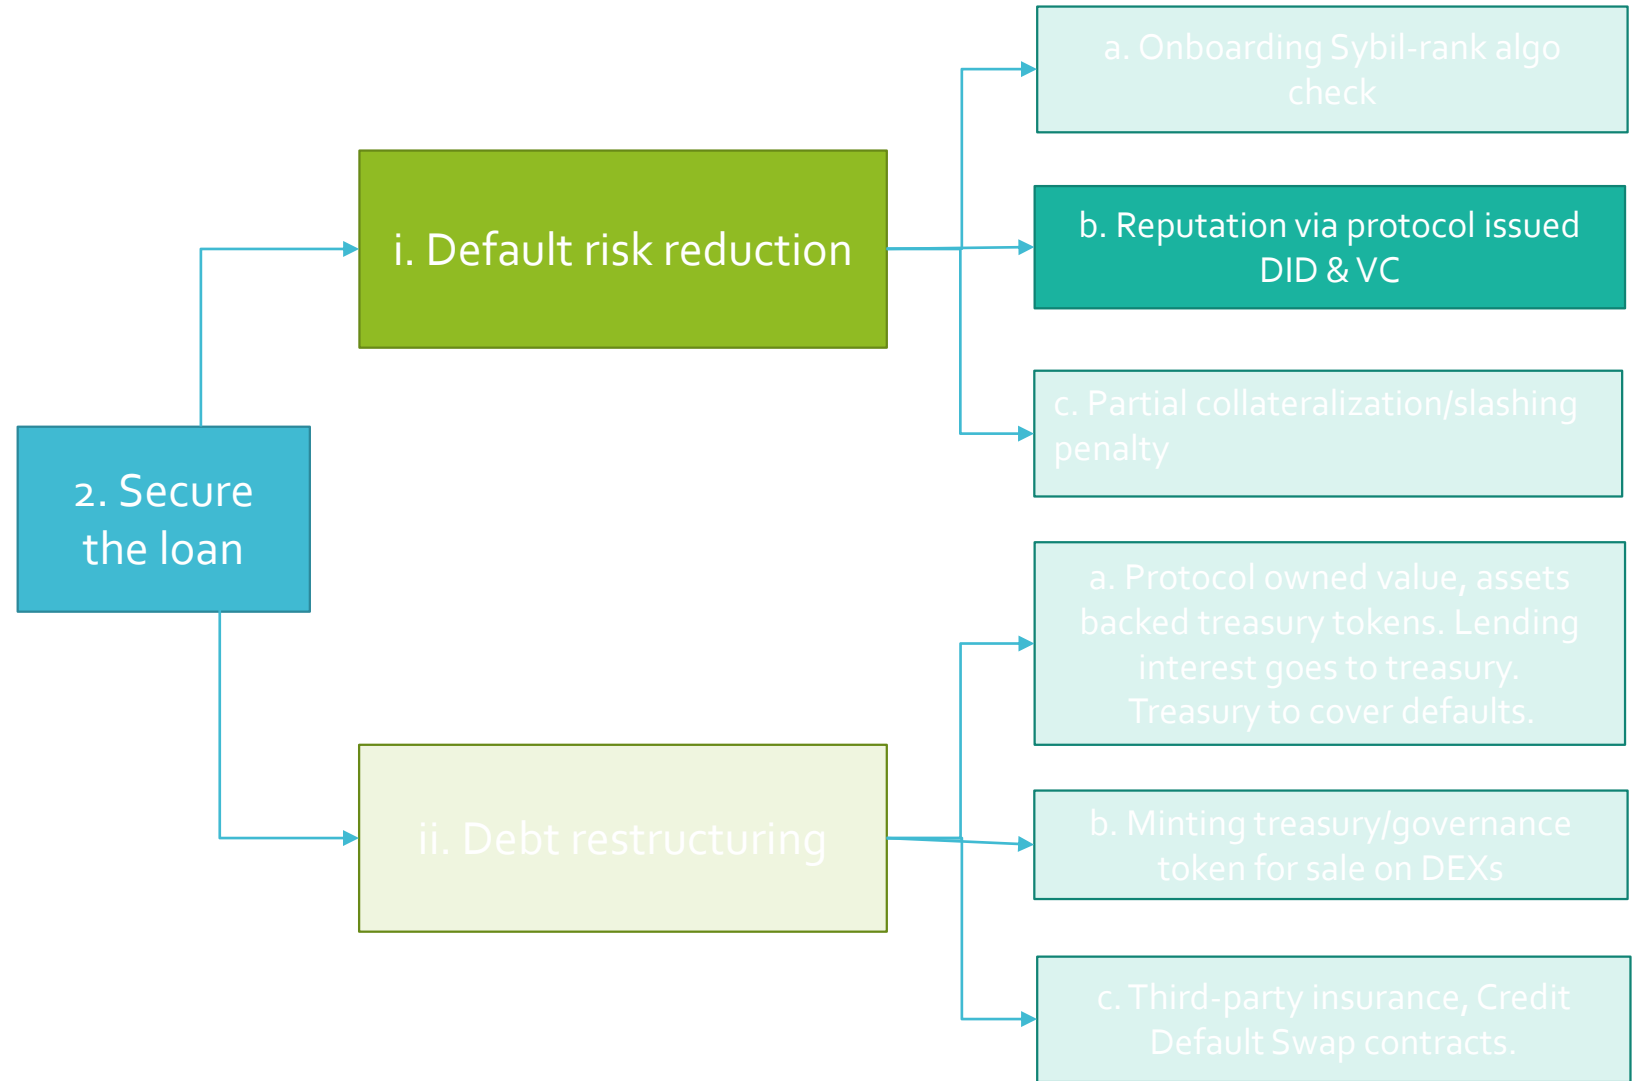 a. Onboarding Sybil-rank algo
check
i. Default risk reduction
b. Reputation via protocol issued
DID & VC
c. Partial collateralization/slashing
penalty
2. Secure
the loan
a. Protocol owned value, assets
backed treasury tokens. Lending
interest goes to treasury.
Treasury to cover defaults.
ii. Debt restructuring
b. Minting treasury/governance
token for sale on DEXs
c. Third-party insurance, Credit
Default Swap contracts.